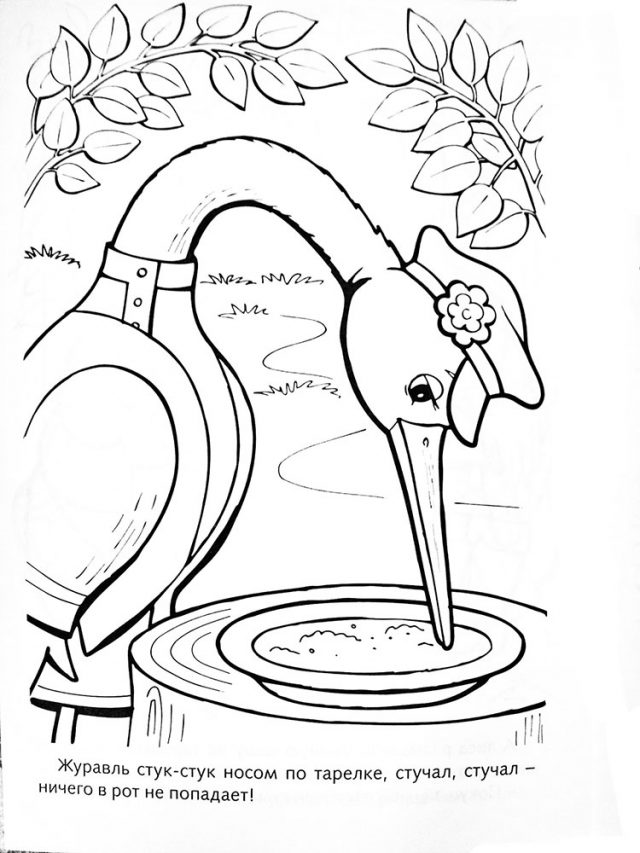 Журавль стук-стук носом по тарелке, стучал, стучал –
ничего в рот не попадает!